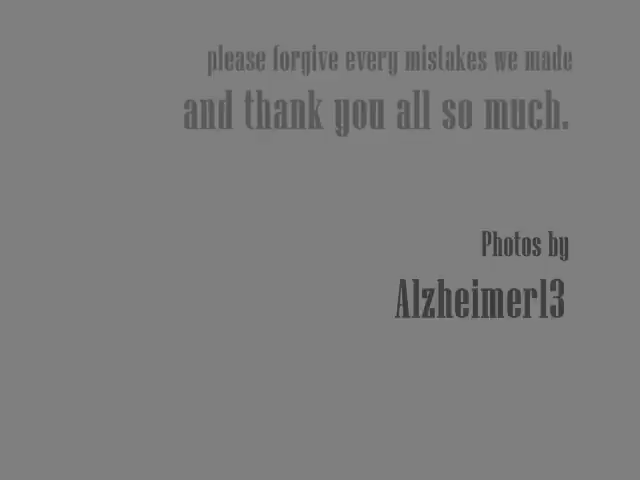 please forgive every mistakes we made
and thank you all so much.
Photos by
Alzheimer13